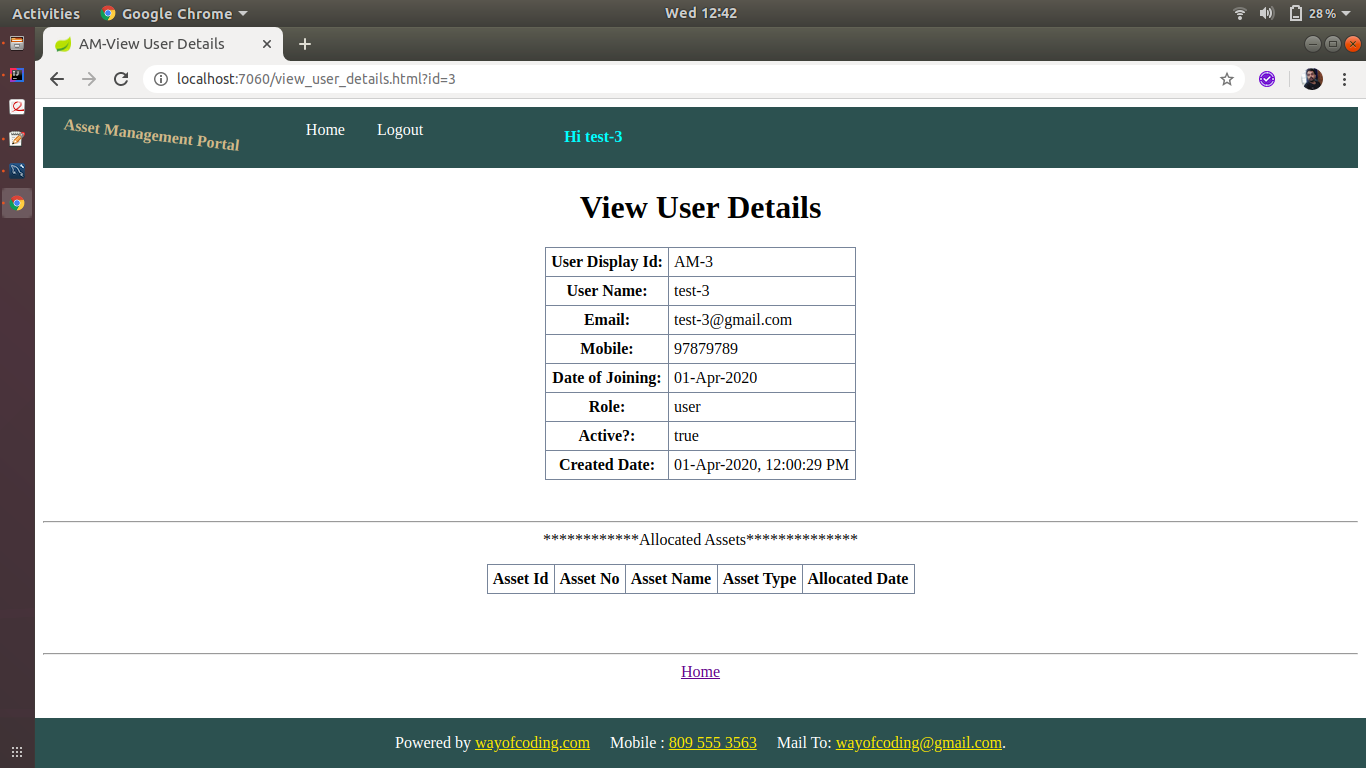 Activities Google Chrome Wed 12:42 28%
AM-View User Details
localhost:7060/view_user_details.html?id=3
Asset Management Portal Home Logout Hi test-3
View User Details
User Display Id: AM-3
User Name: test-3
Email: test-3@gmail.com
Mobile: 97879789
Date of Joining: 01-Apr-2020
Role: user
Active?: true
Created Date: 01-Apr-2020, 12:00:29 PM
************Allocated Assets**************
Asset Id Asset No Asset Name Asset Type Allocated Date
Home
Powered by wayofcoding.com Mobile : 809 555 3563 Mail To: wayofcoding@gmail.com.